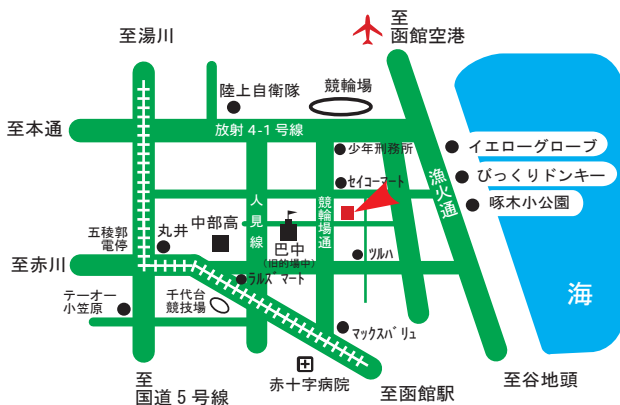 至湯川
至
函館空港
陸上自衛隊
競輪場
至本通
放射 4-1 号線
少年刑務所
イエローグローブ
セイコーマート
びっくりドンキー
漁火通
啄木小公園
人見線
競輪場通
五稜郭
電停
丸井
中部高
巴中
(旧的場中)
ツルハ
至赤川
ラルズマート
海
テーオー
小笠原
千代台
競技場
マックスバリュ
至
国道 5 号線
赤十字病院
至函館駅
至谷地頭